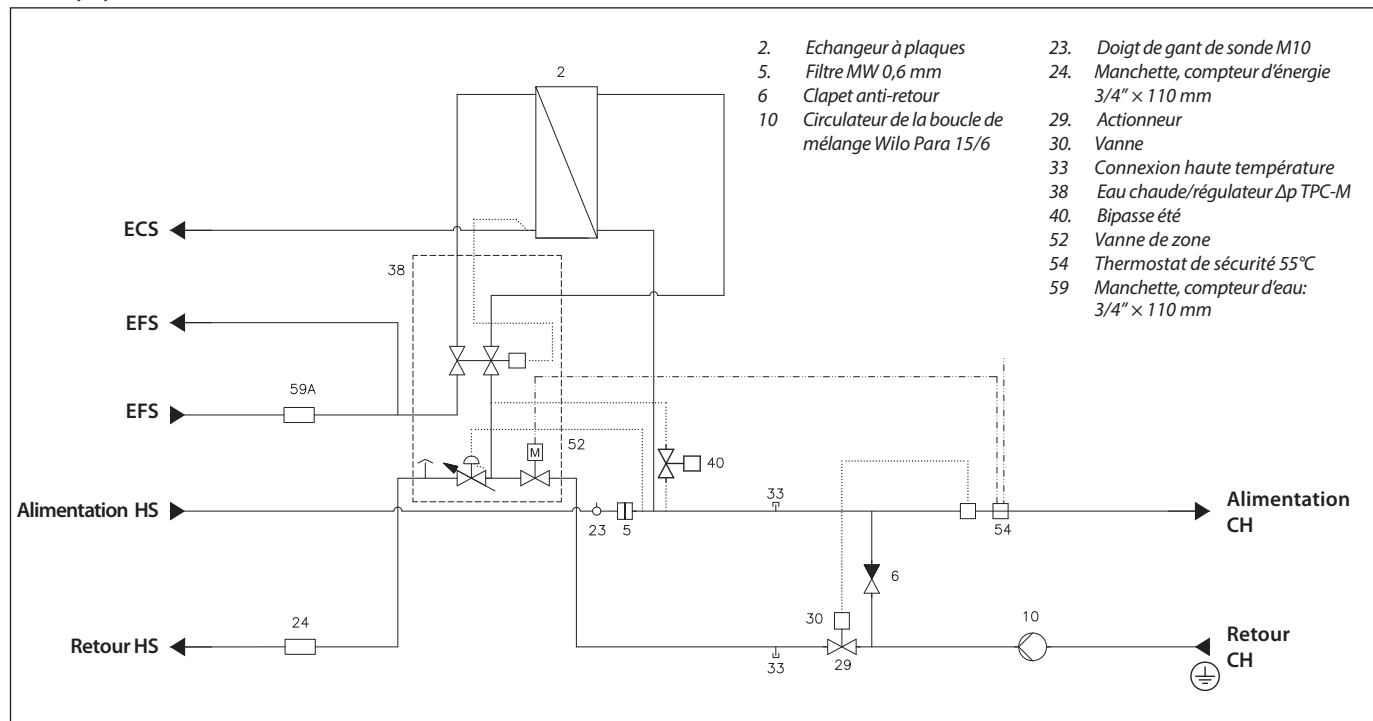 2. Echangeur à plaques
5. Filtre MW 0,6 mm
6 Clapet anti-retour
10 Circulateur de la boucle de
mélange Wilo Para 15/6
23. Doigt de gant de sonde M10
24. Manchette, compteur d'énergie
3/4" × 110 mm
29. Actionneur
30. Vanne
33 Connexion haute température
38 Eau chaude/régulateur Δp TPC-M
40. Bipasse été
52 Vanne de zone
54 Thermostat de sécurité 55°C
59 Manchette, compteur d'eau:
3/4" × 110 mm
2
ECS
38
EFS
59A
EFS
52
M
40
33
Alimentation HS
23
5
54
Alimentation
CH
6
24
30
10
Retour HS
33
29
Retour
CH